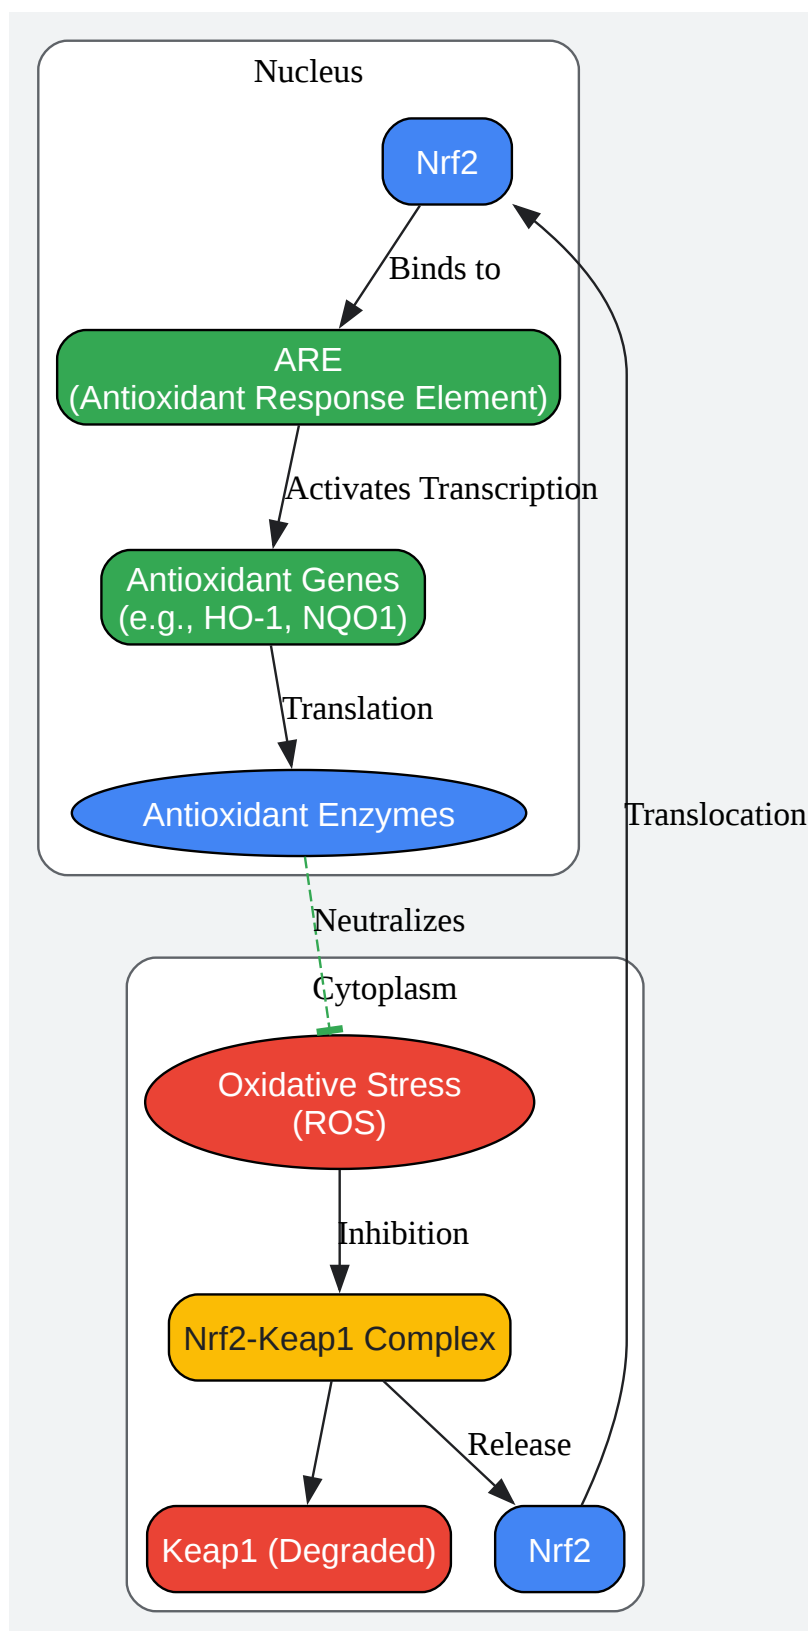 Nucleus
Nrf2
Binds to
ARE
(Antioxidant Response Element)
Activates Transcription
Antioxidant Genes
(e.g., HO-1, NQO1)
Translation
Antioxidant Enzymes
Translocation
Neutralizes
Cytoplasm
Oxidative Stress
(ROS)
Inhibition
Nrf2-Keap1 Complex
Release
Keap1 (Degraded)
Nrf2